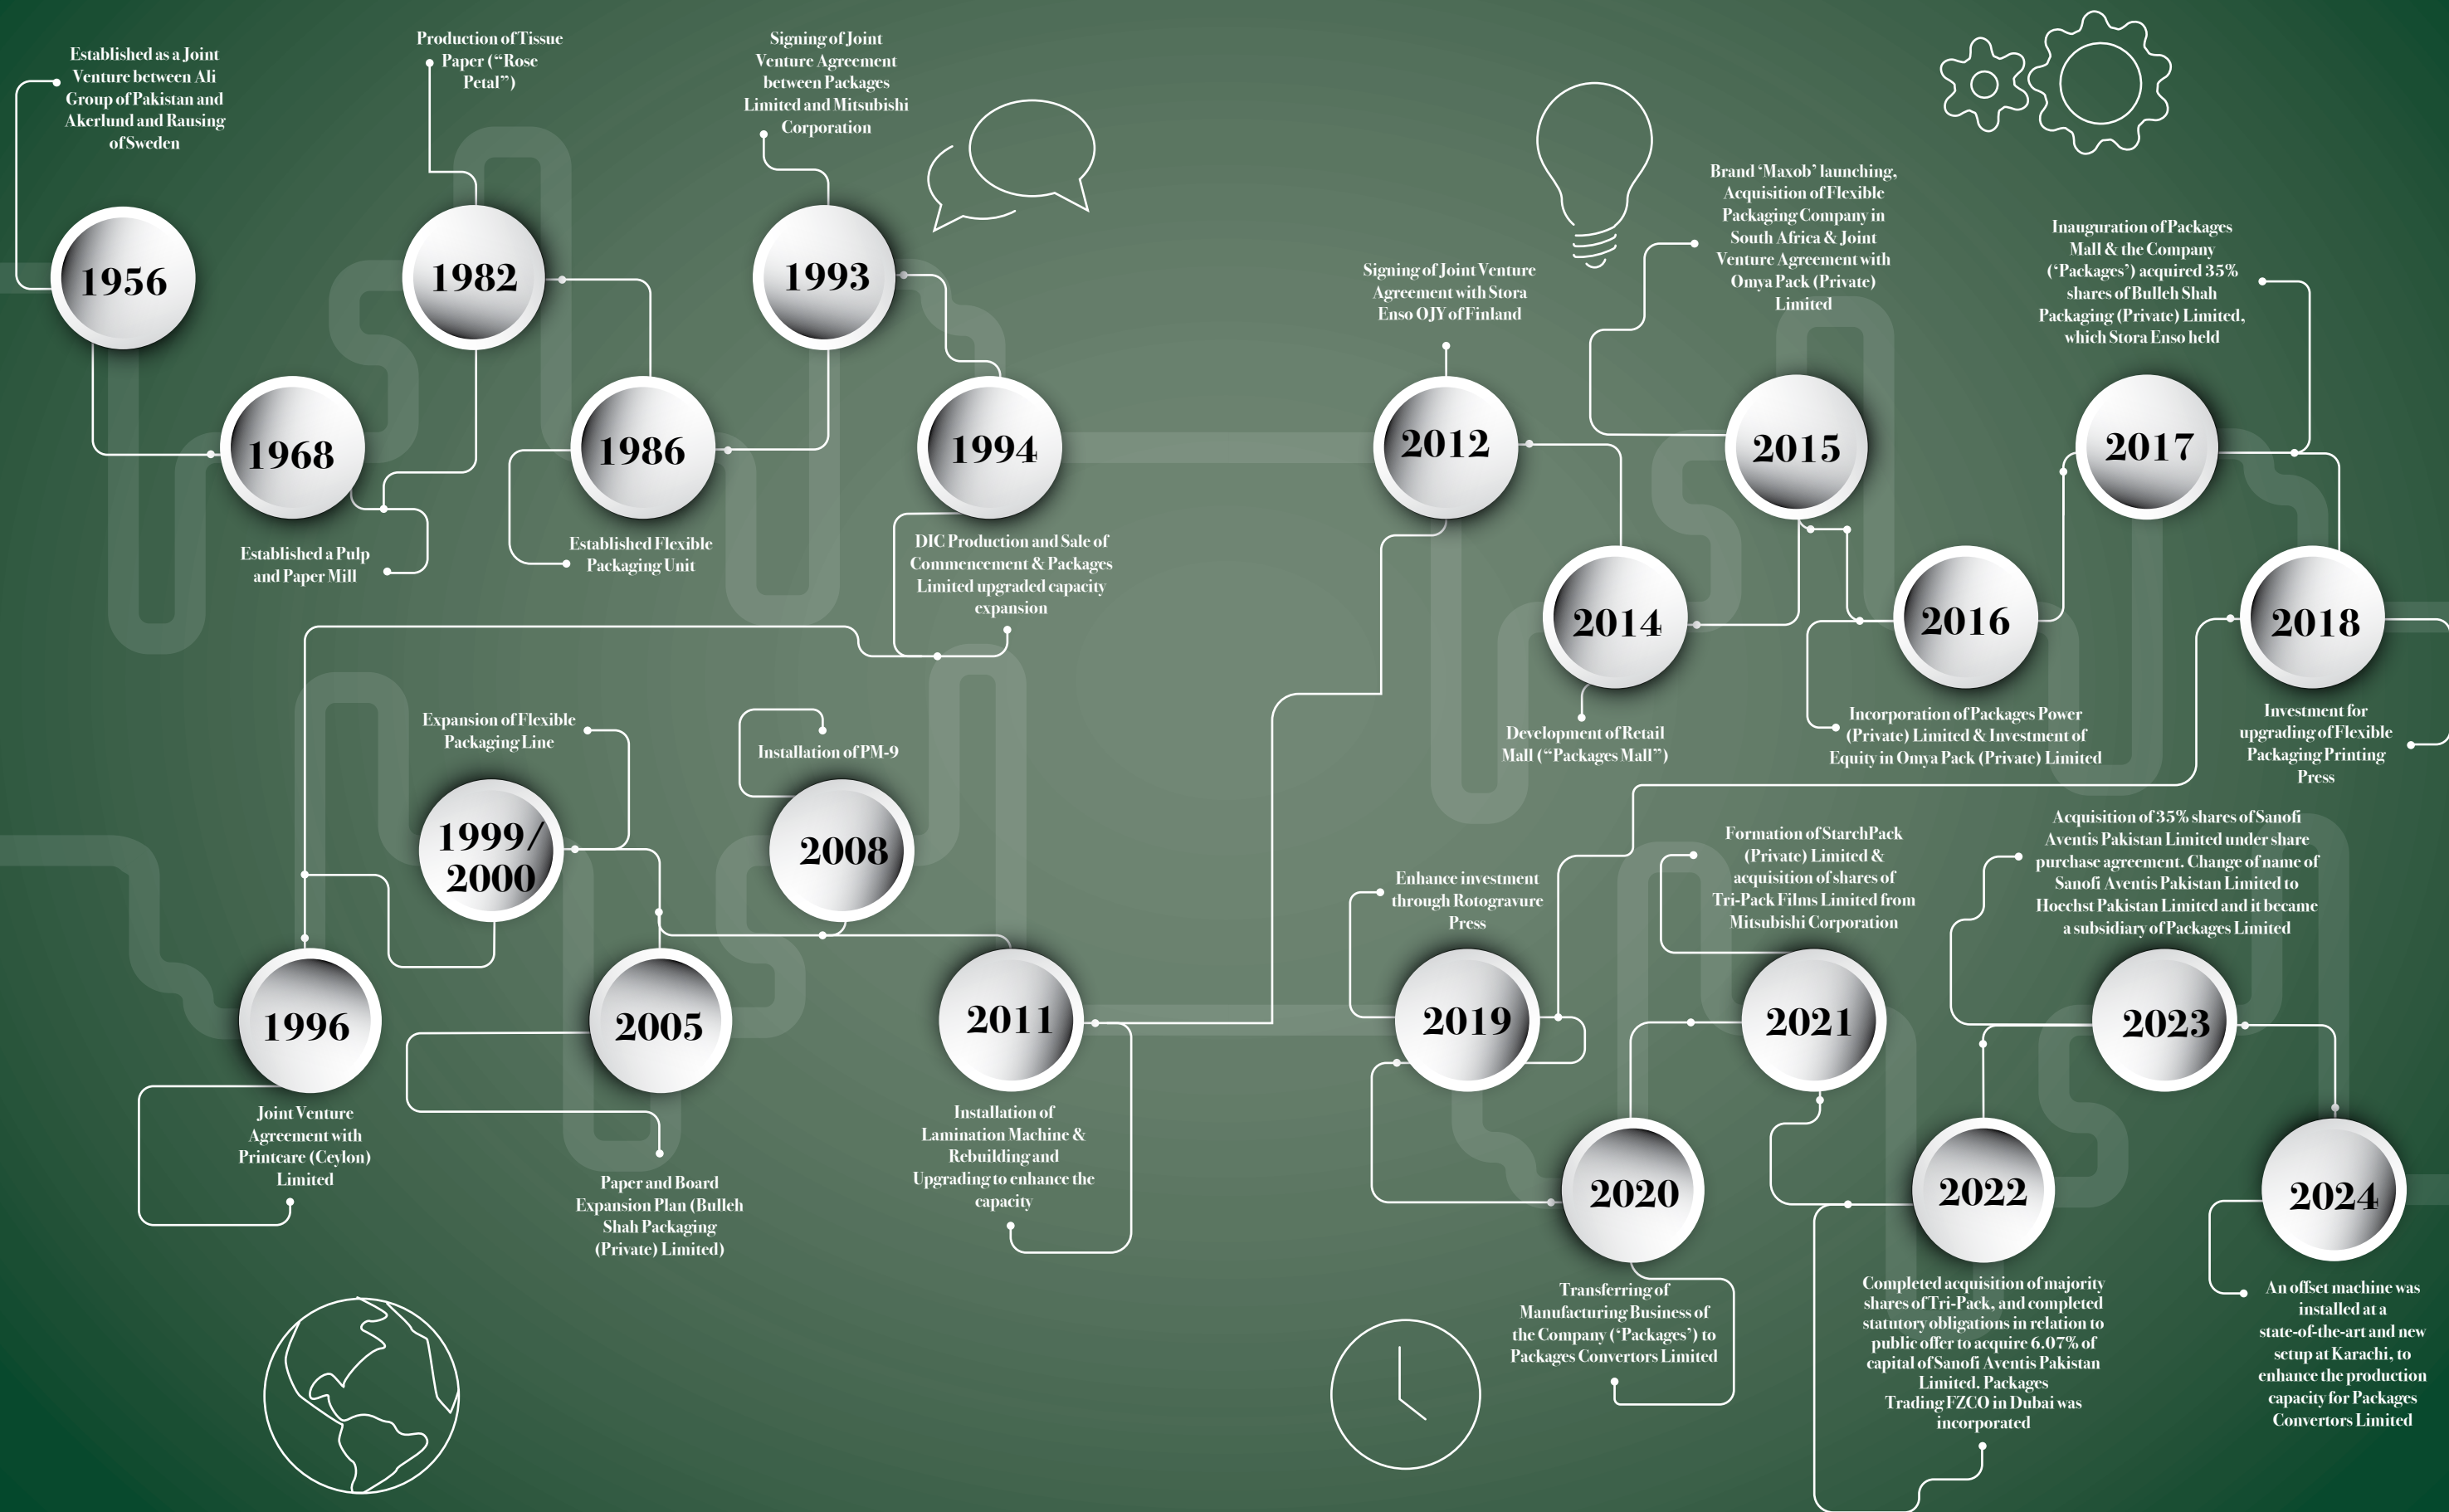 Established as a Joint
Venture between Ali
Group of Pakistan and
Akerlund and Rausing
of Sweden
1956
1968
Established a Pulp
and Paper Mill
Production of Tissue
Paper (“Rose
Petal”)
1982
1986
Established Flexible
Packaging Unit
Signing of Joint
Venture Agreement
between Packages
Limited and Mitsubishi
Corporation
1993
1994
DIC Production and Sale of
Commencement & Packages
Limited upgraded capacity
expansion
1996
Joint Venture
Agreement with
Printcare (Ceylon)
Limited
Expansion of Flexible
Packaging Line
1999/
2000
2005
Paper and Board
Expansion Plan (Bulleh
Shah Packaging
(Private) Limited)
Installation of PM-9
2008
2011
Installation of
Lamination Machine &
Rebuilding and
Upgrading to enhance the
capacity
Signing of Joint Venture
Agreement with Stora
Enso OJY of Finland
2012
2014
Development of Retail
Mall (“Packages Mall”)
Brand ‘Maxob’ launching,
Acquisition of Flexible
Packaging Company in
South Africa & Joint
Venture Agreement with
Omya Pack (Private)
Limited
2015
2016
Incorporation of Packages Power
(Private) Limited & Investment of
Equity in Omya Pack (Private) Limited
Inauguration of Packages
Mall & the Company
(‘Packages’) acquired 35%
shares of Bulleh Shah
Packaging (Private) Limited,
which Stora Enso held
2017
2018
Investment for
upgrading of Flexible
Packaging Printing
Press
Enhance investment
through Rotogravure
Press
2019
2020
Transferring of
Manufacturing Business of
the Company (‘Packages’) to
Packages Convertors Limited
Formation of StarchPack
(Private) Limited &
acquisition of shares of
Tri-Pack Films Limited from
Mitsubishi Corporation
2021
2022
Completed acquisition of majority
shares of Tri-Pack, and completed
statutory obligations in relation to
public offer to acquire 6.07% of
capital of Sanofi Aventis Pakistan
Limited. Packages
Trading FZCO in Dubai was
incorporated
Acquisition of 35% shares of Sanofi
Aventis Pakistan Limited under share
purchase agreement. Change of name of
Sanofi Aventis Pakistan Limited to
Hoechst Pakistan Limited and it became
a subsidiary of Packages Limited
2023
2024
An offset machine was
installed at a
state-of-the-art and new
setup at Karachi, to
enhance the production
capacity for Packages
Convertors Limited